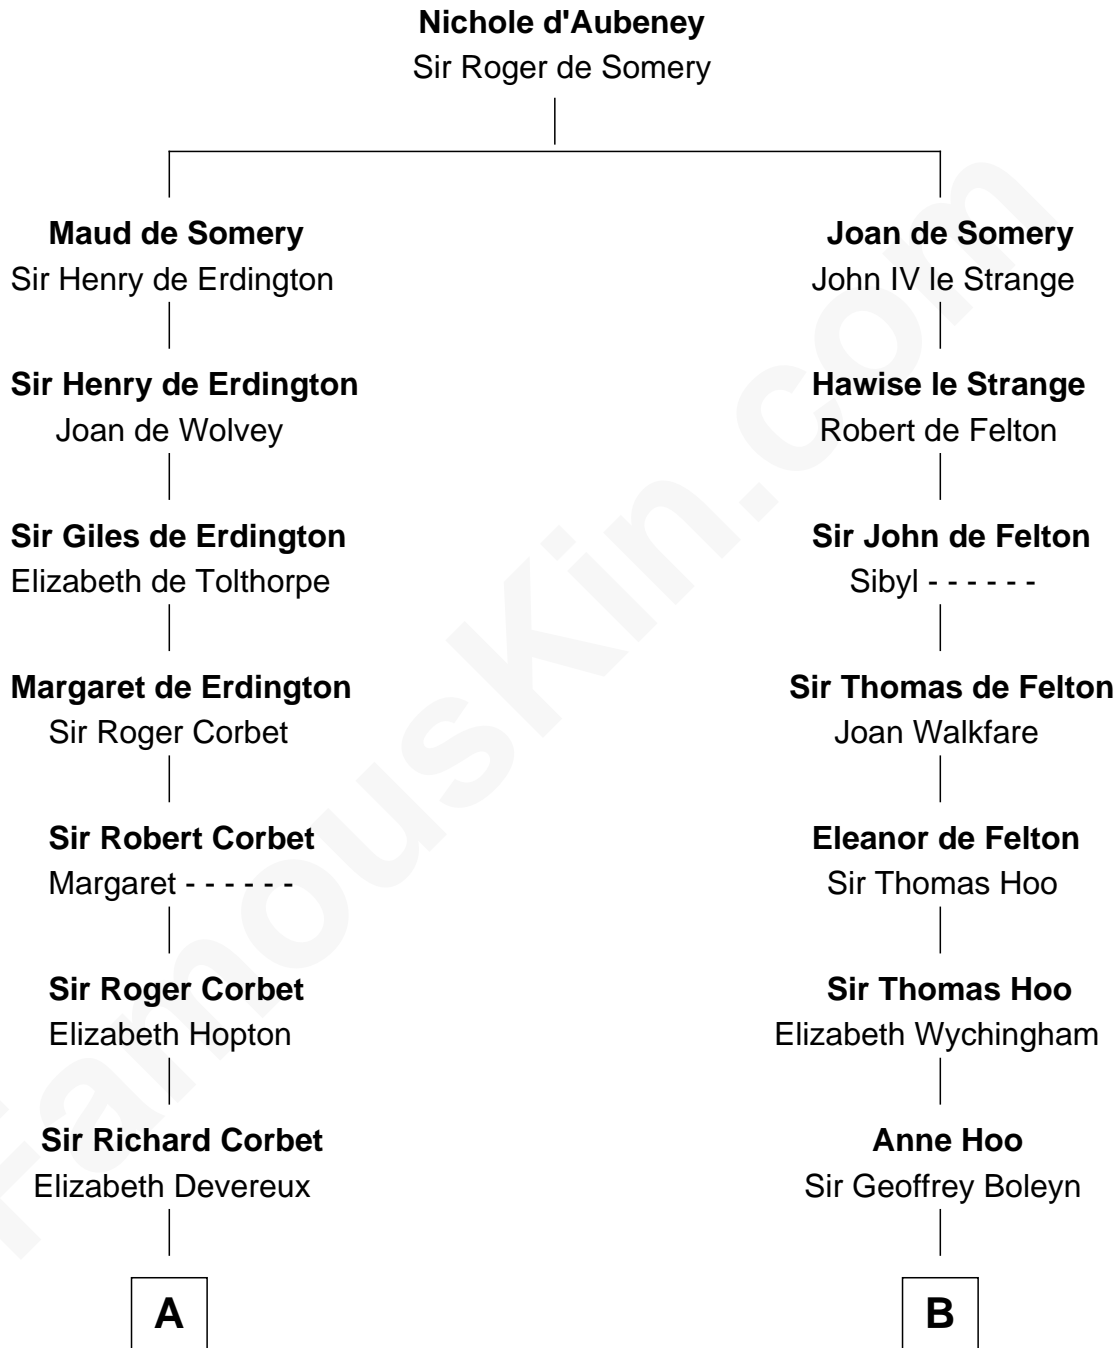 Nichole d'Aubeney
Sir Roger de Somery
Maud de Somery
Sir Henry de Erdington
Sir Henry de Erdington
Joan de Wolvey
Sir Giles de Erdington
Elizabeth de Tolthorpe
Margaret de Erdington
Sir Roger Corbet
Sir Robert Corbet
Margaret - - - - - -
Sir Roger Corbet
Elizabeth Hopton
Sir Richard Corbet
Elizabeth Devereux
A
Joan de Somery
John IV le Strange
Hawise le Strange
Robert de Felton
Sir John de Felton
Sibyl - - - - - -
Sir Thomas de Felton
Joan Walkfare
Eleanor de Felton
Sir Thomas Hoo
Sir Thomas Hoo
Elizabeth Wychingham
Anne Hoo
Sir Geoffrey Boleyn
B
FamousKin.com